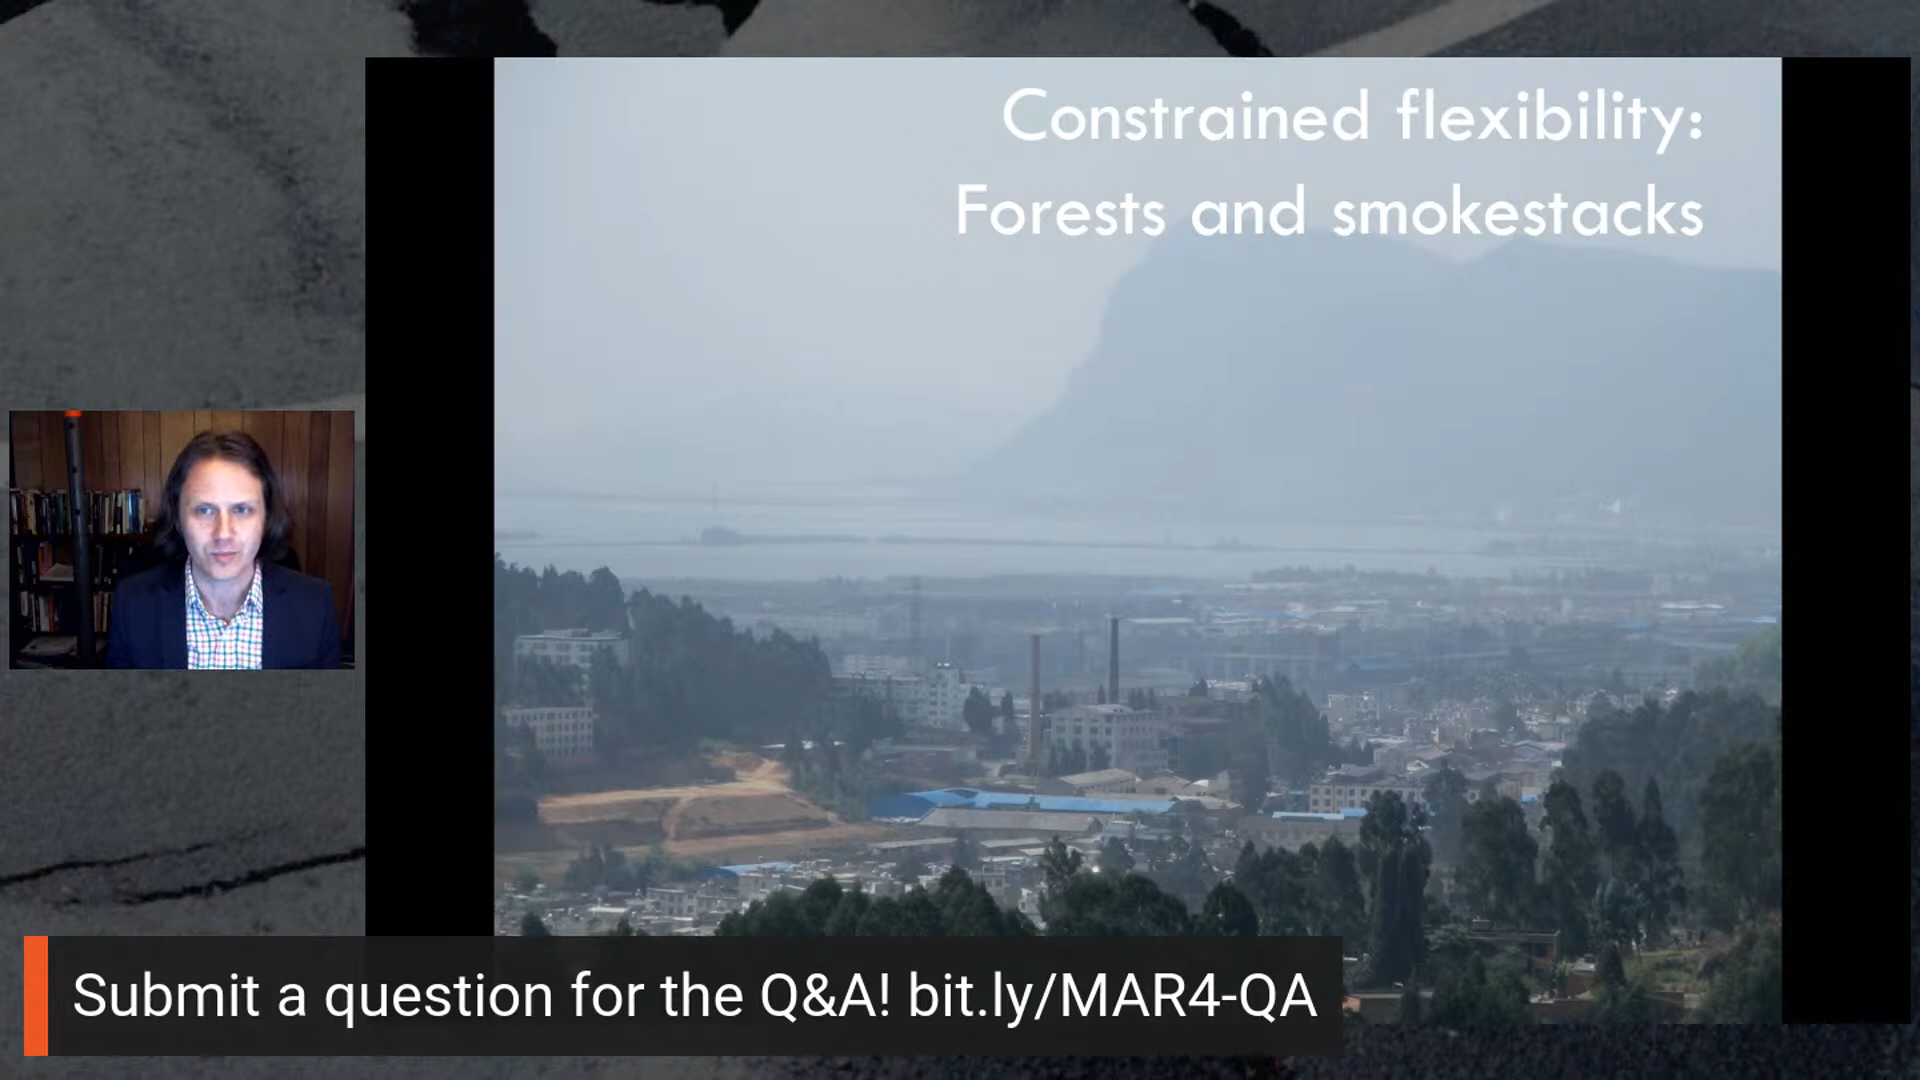 Constrained flexibility:
Forests and smokestacks
Submit a question for the Q&A! bit.ly/MAR4-QA